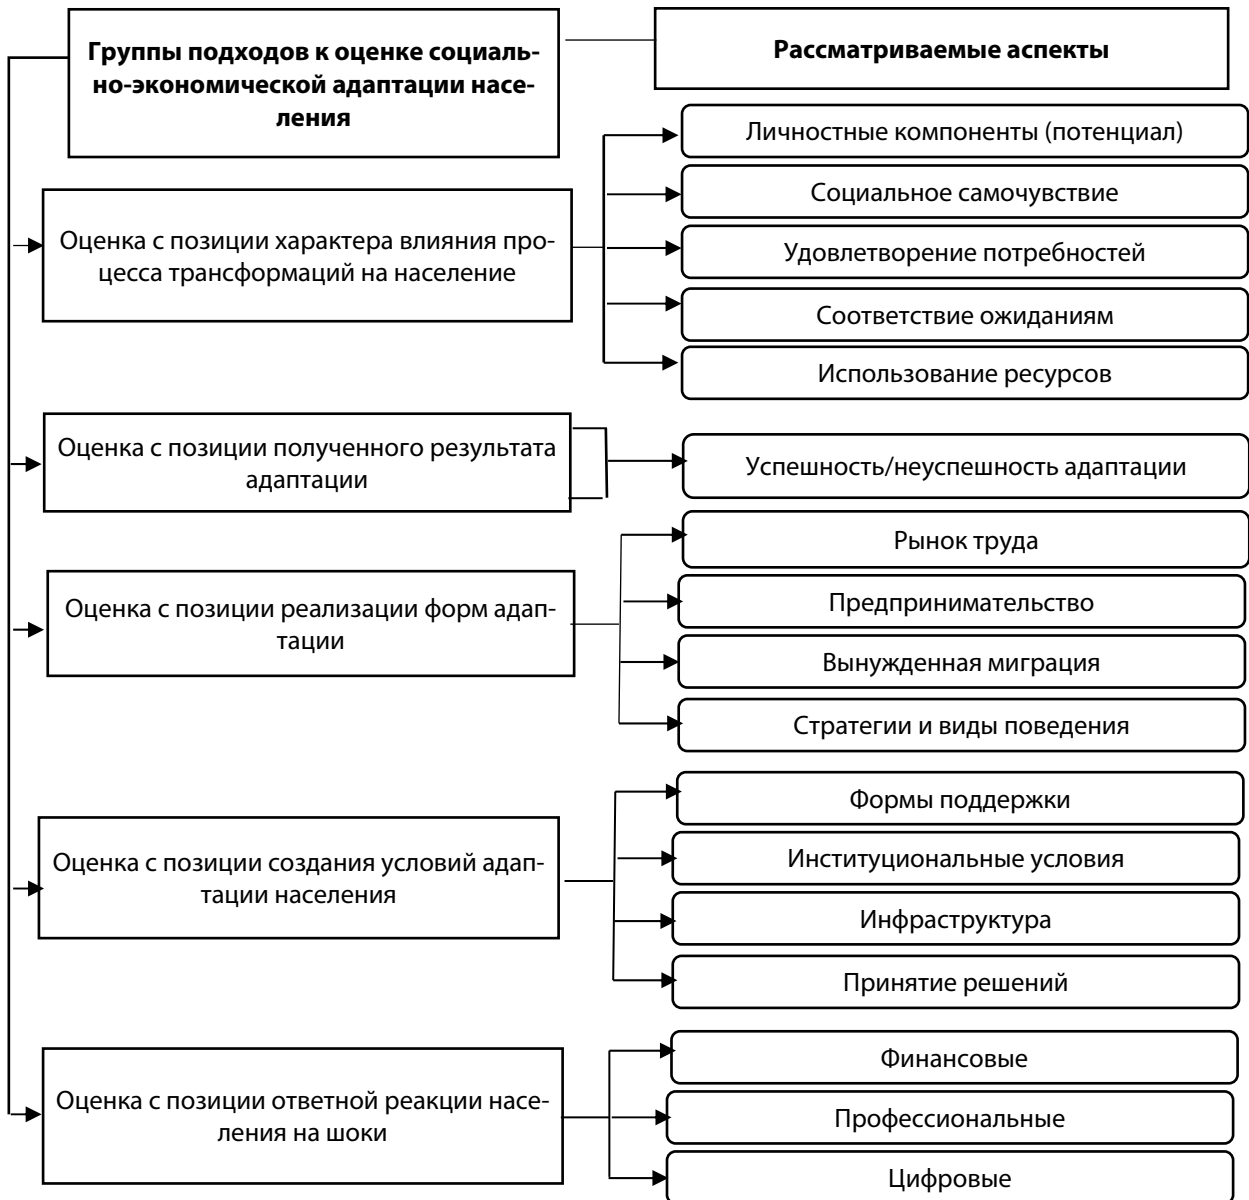 Группы подходов к оценке социаль-
но-экономической адаптации насе-
ления
Рассматриваемые аспекты
Оценка с позиции характера влияния про-
цесса трансформаций на население
Личностные компоненты (потенциал)
Социальное самочувствие
Удовлетворение потребностей
Соответствие ожиданиям
Использование ресурсов
Оценка с позиции полученного результата
адаптации
Успешность/неуспешность адаптации
Оценка с позиции реализации форм адап-
тации
Рынок труда
Предпринимательство
Вынужденная миграция
Стратегии и виды поведения
Оценка с позиции создания условий адап-
тации населения
Формы поддержки
Институциональные условия
Инфраструктура
Принятие решений
Оценка с позиции ответной реакции насе-
ления на шоки
Финансовые
Профессиональные
Цифровые